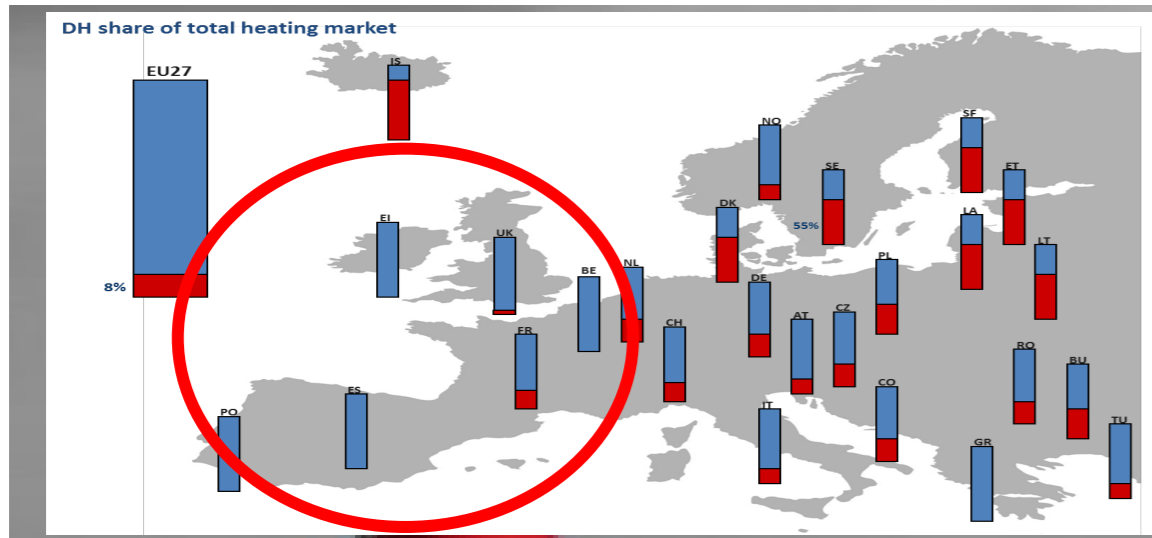 DH share of total heating market
EU27
IS
8%
EI
UK
BE
NL
FR
CH
ES
PO
NO
SE
55%
DK
SF
ET
LA
LT
PL
DE
AT
CZ
CO
IT
RO
BU
TU
GR